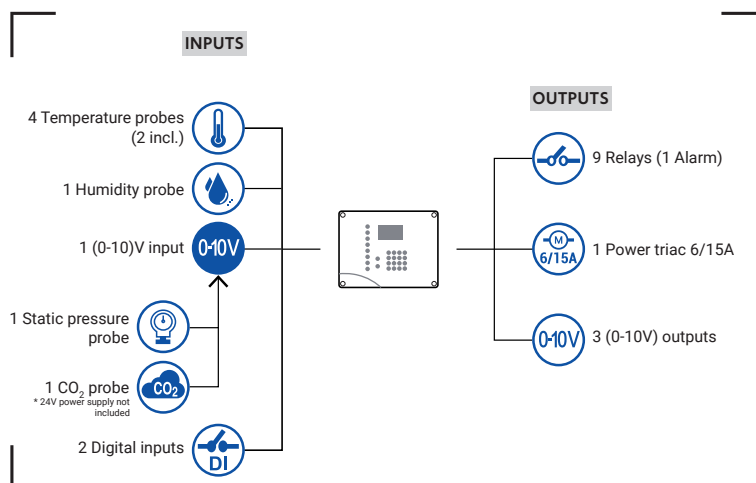 INPUTS
4 Temperature probes
(2 incl.)
1 Humidity probe
1 (0-10)V input
0-10V
1 Static pressure
probe
1 CO₂ probe
* 24V power supply not
included
CO₂
2 Digital inputs
DI
OUTPUTS
9 Relays (1 Alarm)
M
6/15A
1 Power triac 6/15A
0-10V
3 (0-10V) outputs